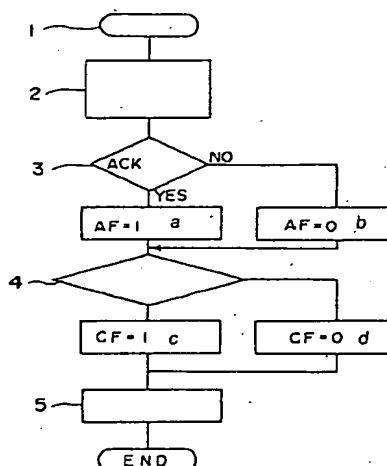 1
2
3
ACK
NO
YES
AF=1 a
AF=0 b
4
CF=1 c
CF=0 d
5
END